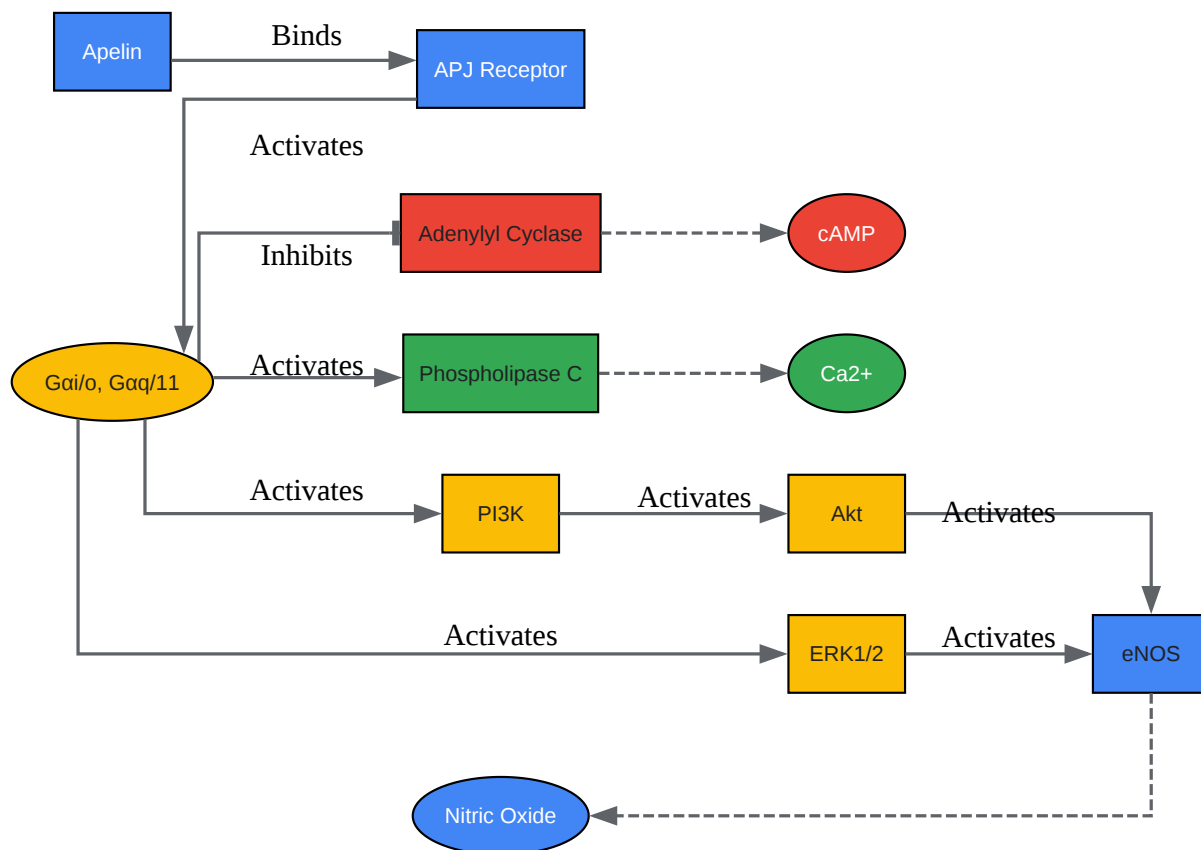 Apelin
Binds
APJ Receptor
Activates
Adenylyl Cyclase
cAMP
Inhibits
Gαi/o, Gαq/11
Activates
Phospholipase C
Ca2+
Activates
PI3K
Activates
Akt
Activates
Activates
ERK1/2
Activates
eNOS
Nitric Oxide